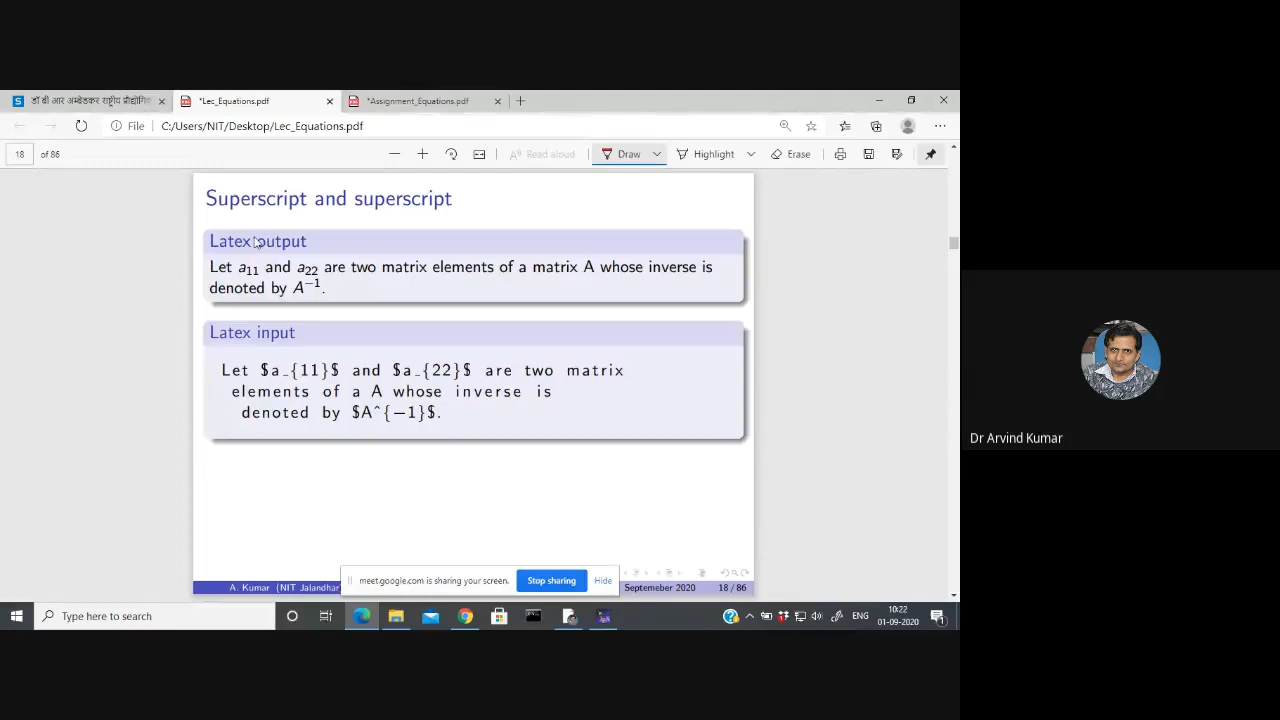 डॉ बी आर अम्बेडकर राष्ट्रीय प्रौद्योगिक
*Lec_Equations.pdf
*Assignment_Equations.pdf
File
C:/Users/NIT/Desktop/Lec_Equations.pdf
18 of 86
Read aloud
Draw
Highlight
Erase
Superscript and superscript
Latex output
Let a₁₁ and a₂₂ are two matrix elements of a matrix A whose inverse is
denoted by A⁻¹.
Latex input
Let $a_{11}$ and $a_{22}$ are two matrix
elements of a A whose inverse is
denoted by $A^{-1}$.
A. Kumar (NIT Jalandhar
meet.google.com is sharing your screen.
Stop sharing
Hide
Septemeber 2020
18 / 86
Type here to search
ENG
10:22
01-09-2020
Dr Arvind Kumar